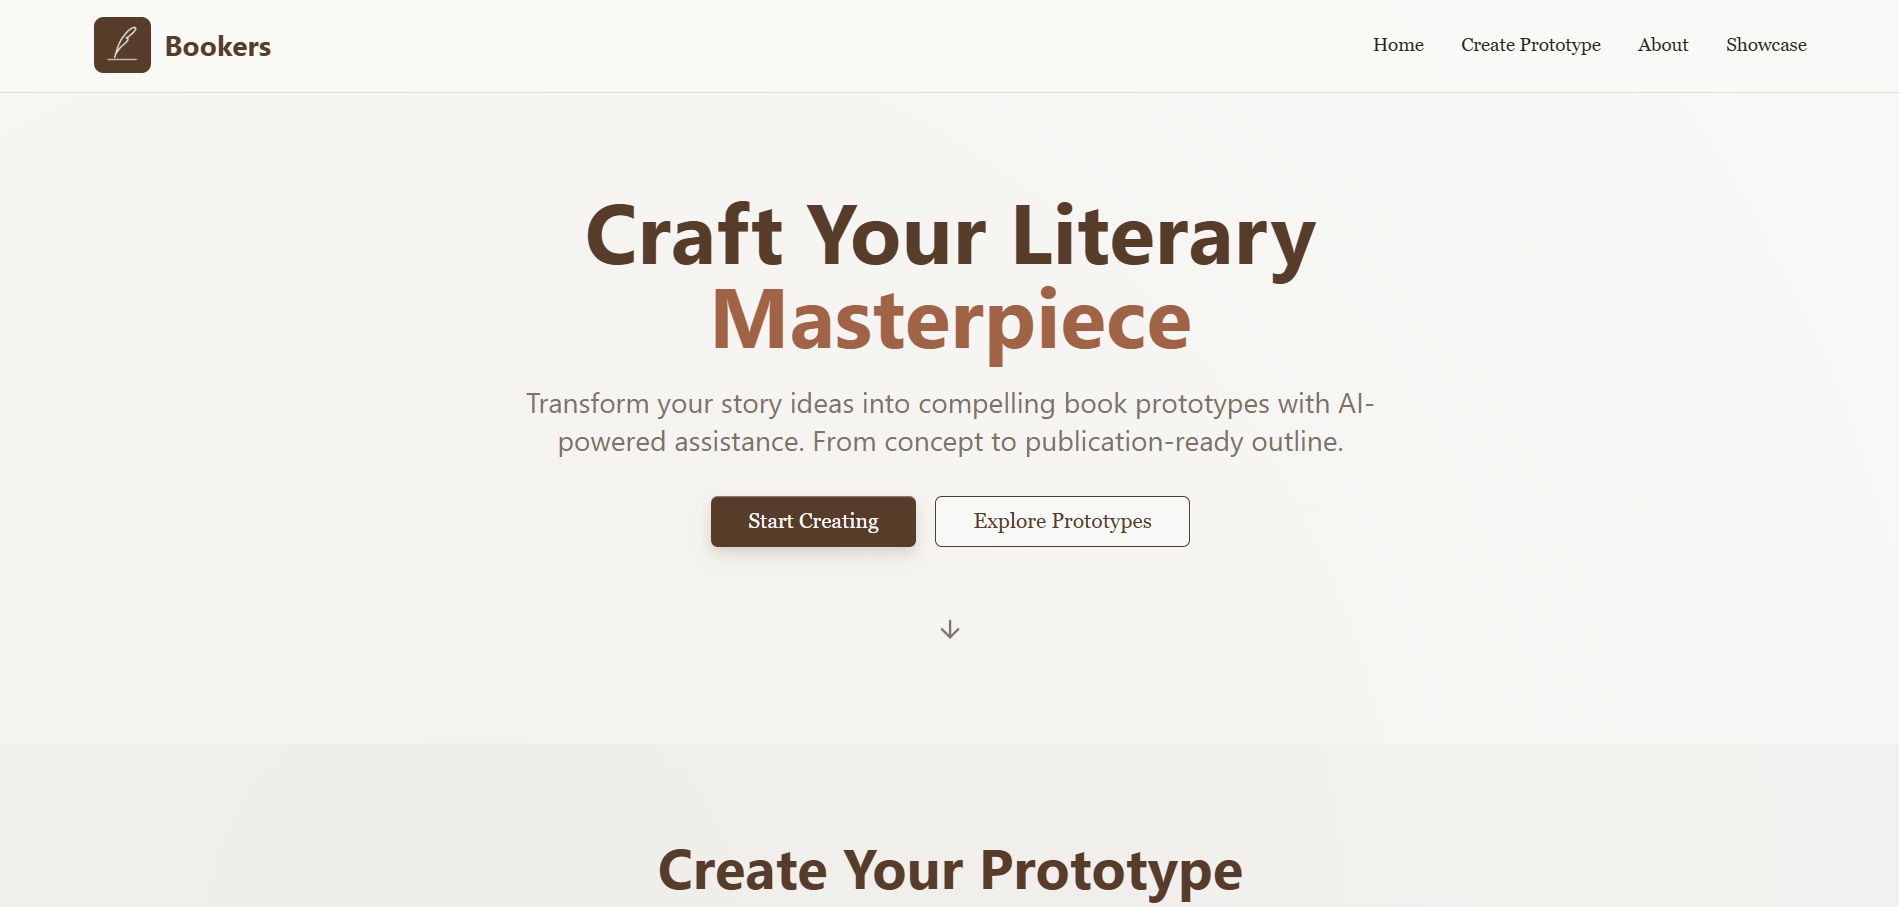 Bookers
Home
Create Prototype
About
Showcase
Craft Your Literary
Masterpiece
Transform your story ideas into compelling book prototypes with AI-
powered assistance. From concept to publication-ready outline.
Start Creating
Explore Prototypes
Create Your Prototype